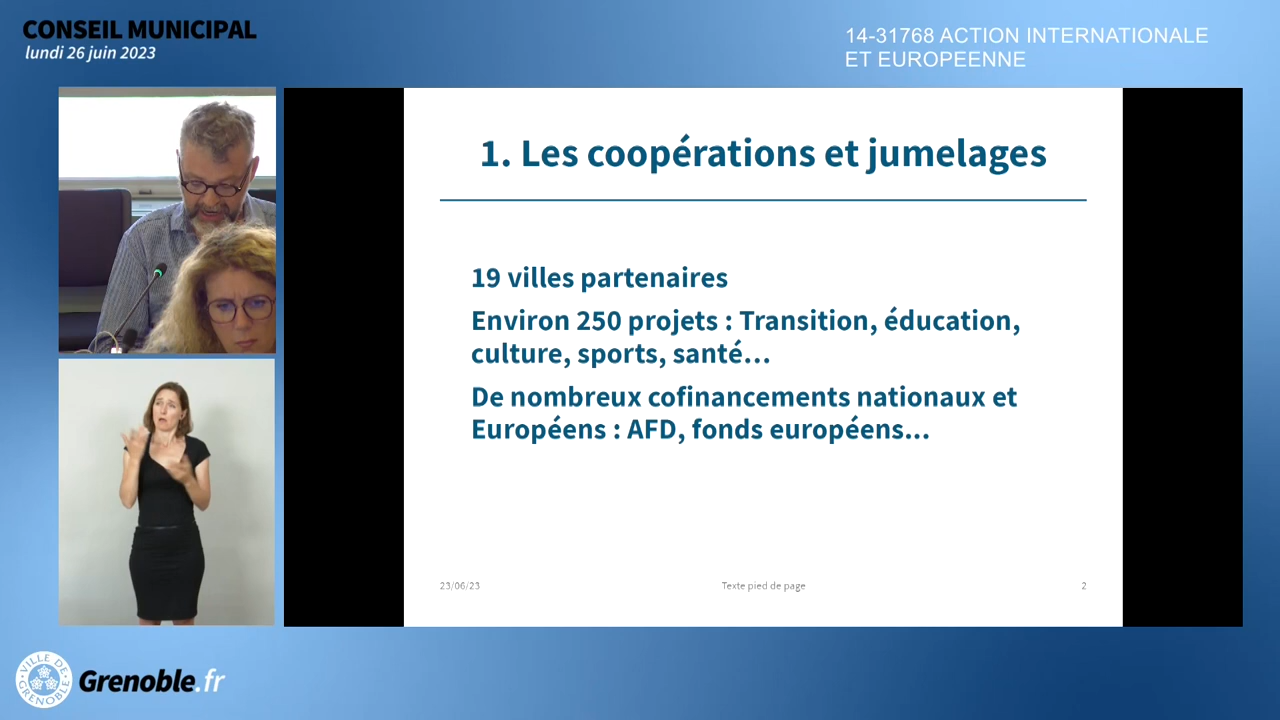 CONSEIL MUNICIPAL
lundi 26 juin 2023
14-31768 ACTION INTERNATIONALE
ET EUROPEENNE
1. Les coopérations et jumelages
19 villes partenaires
Environ 250 projets : Transition, éducation,
culture, sports, santé...
De nombreux cofinancements nationaux et
Européens : AFD, fonds européens...
23/06/23
Texte pied de page
2
VILLE DE
GRENOBLE
Grenoble.fr